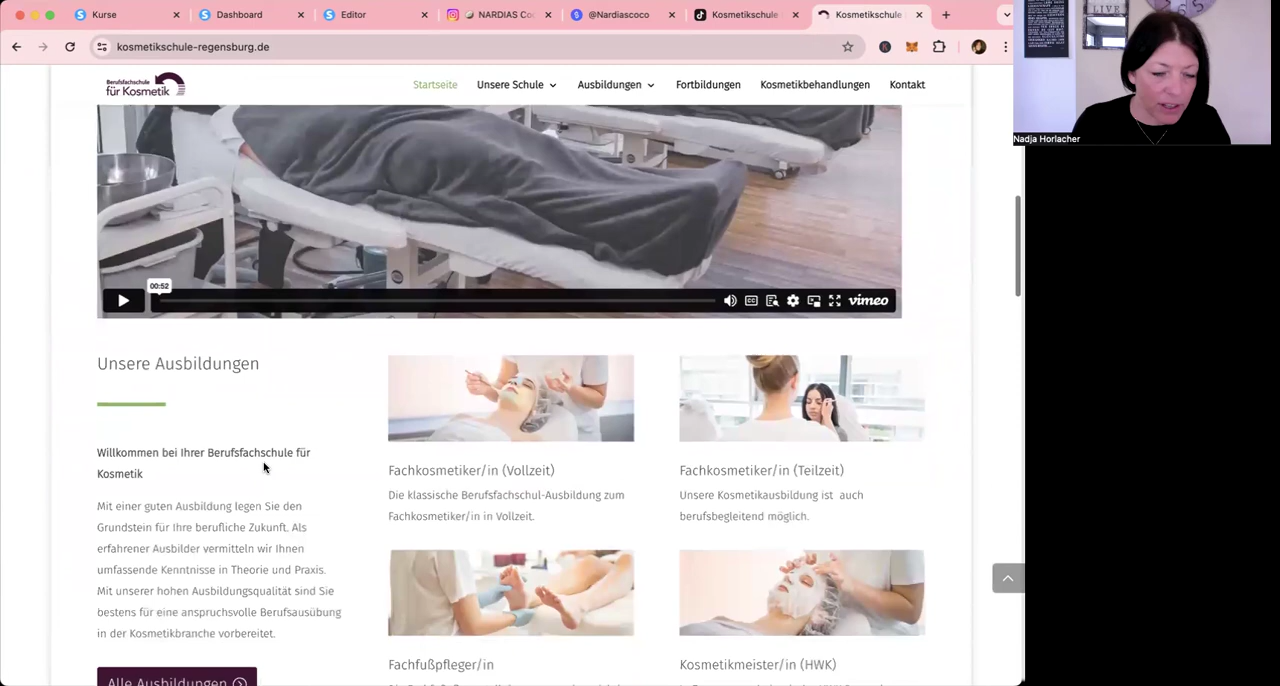 Kurse
Dashboard
Editor
NARDIAS Co
@Nardiascoco
Kosmetikschule
Kosmetikschule
kosmetikschule-regensburg.de
LIVE
Nadja Horlacher
Berufsfachschule
für Kosmetik
Startseite
Unsere Schule
Ausbildungen
Fortbildungen
Kosmetikbehandlungen
Kontakt
00:52
vimeo
Unsere Ausbildungen
Willkommen bei Ihrer Berufsfachschule für
Kosmetik
Mit einer guten Ausbildung legen Sie den
Grundstein für Ihre berufliche Zukunft. Als
erfahrener Ausbilder vermitteln wir Ihnen
umfassende Kenntnisse in Theorie und Praxis.
Mit unserer hohen Ausbildungsqualität sind Sie
bestens für eine anspruchsvolle Berufsausübung
in der Kosmetikbranche vorbereitet.
Alle Ausbildungen
Fachkosmetiker/in (Vollzeit)
Die klassische Berufsfachschul-Ausbildung zum
Fachkosmetiker/in in Vollzeit.
Fachkosmetiker/in (Teilzeit)
Unsere Kosmetikausbildung ist auch
berufsbegleitend möglich.
Fachfußpfleger/in
Kosmetikmeister/in (HWK)